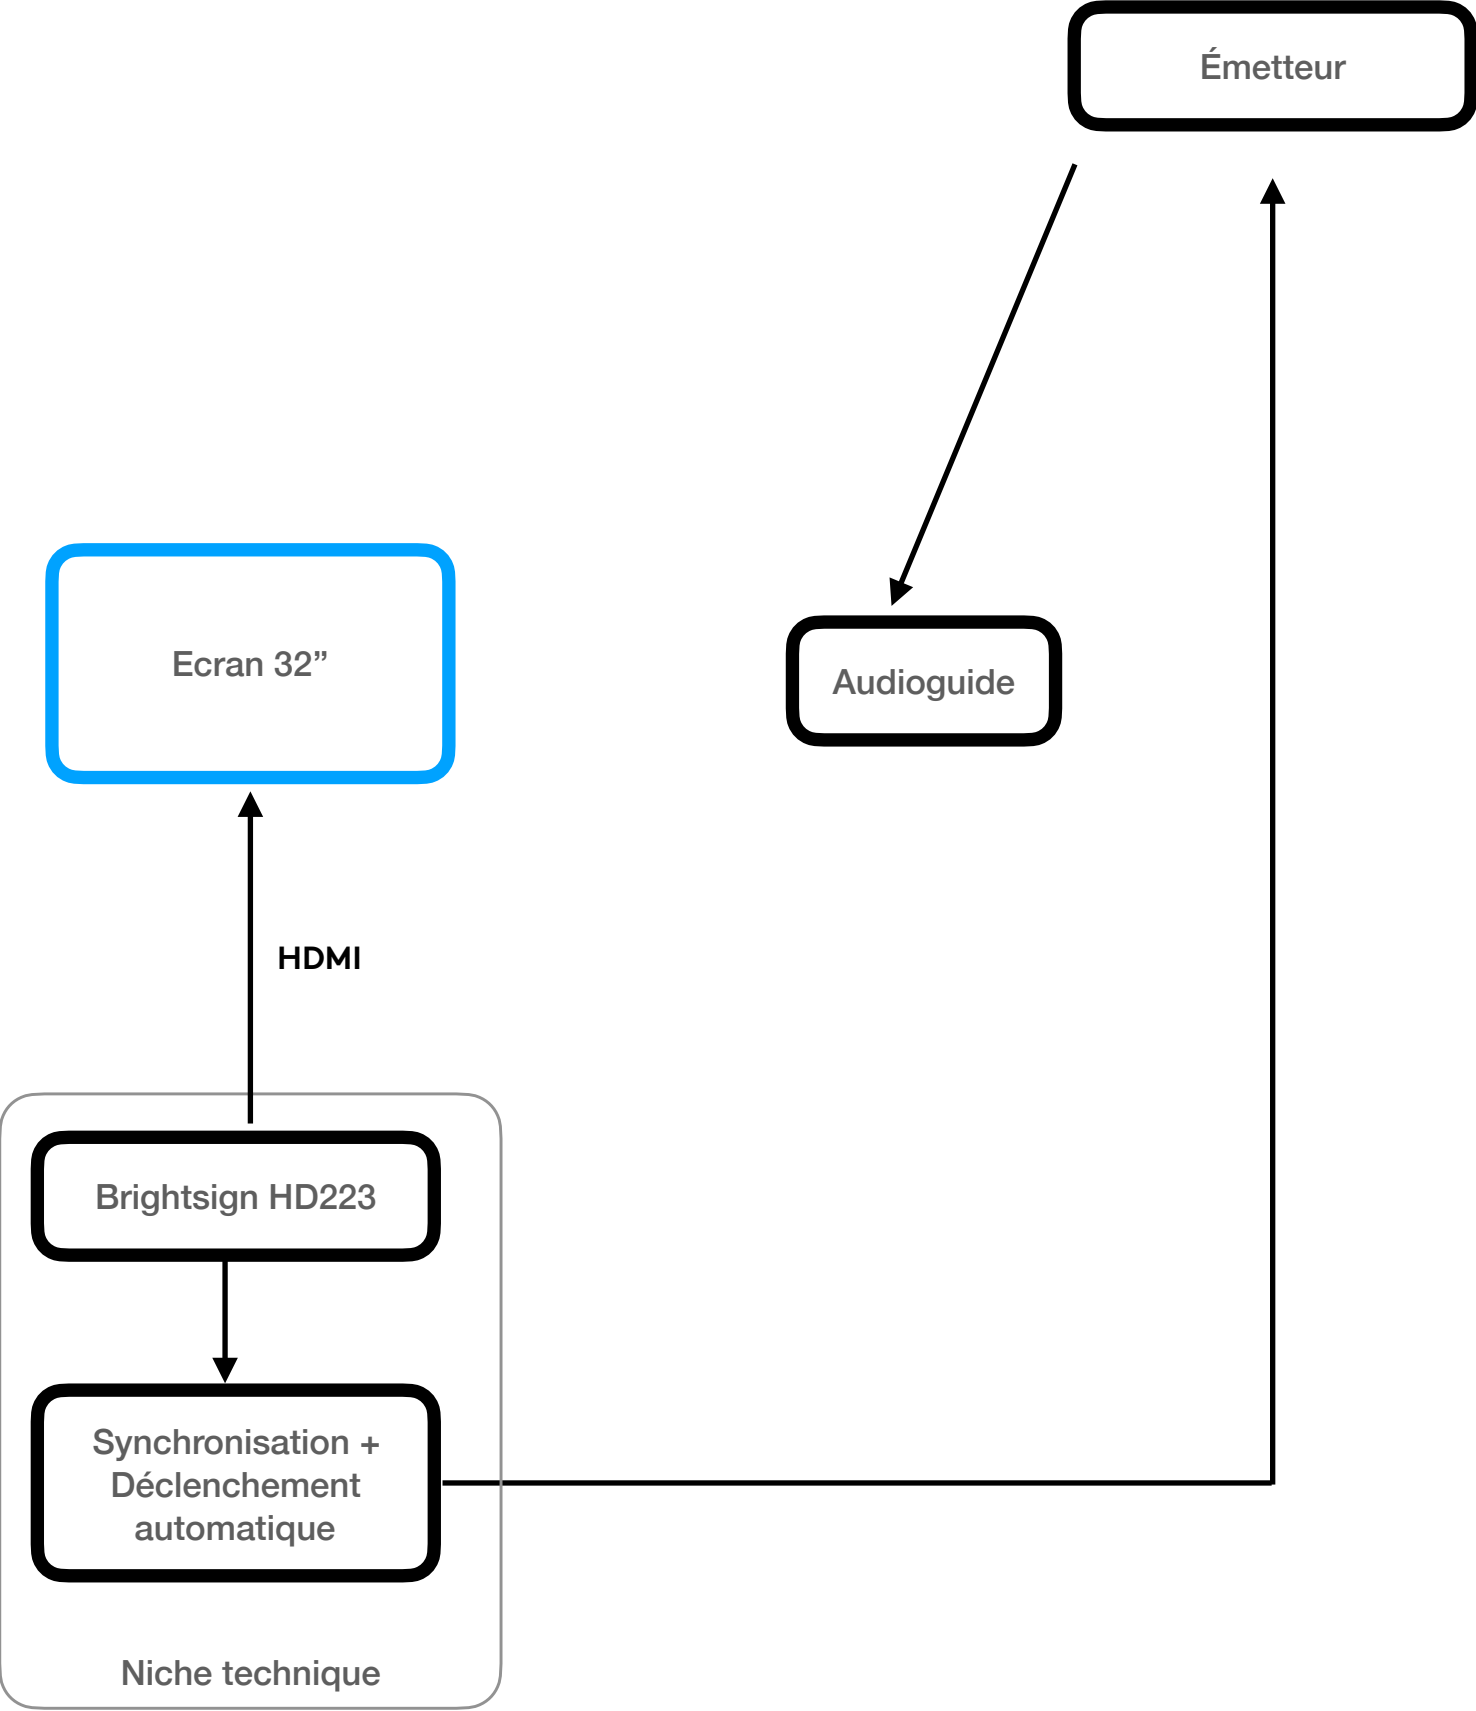 Émetteur
Ecran 32”
Audioguide
HDMI
Brightsign HD223
Synchronisation +
Déclenchement
automatique
Niche technique